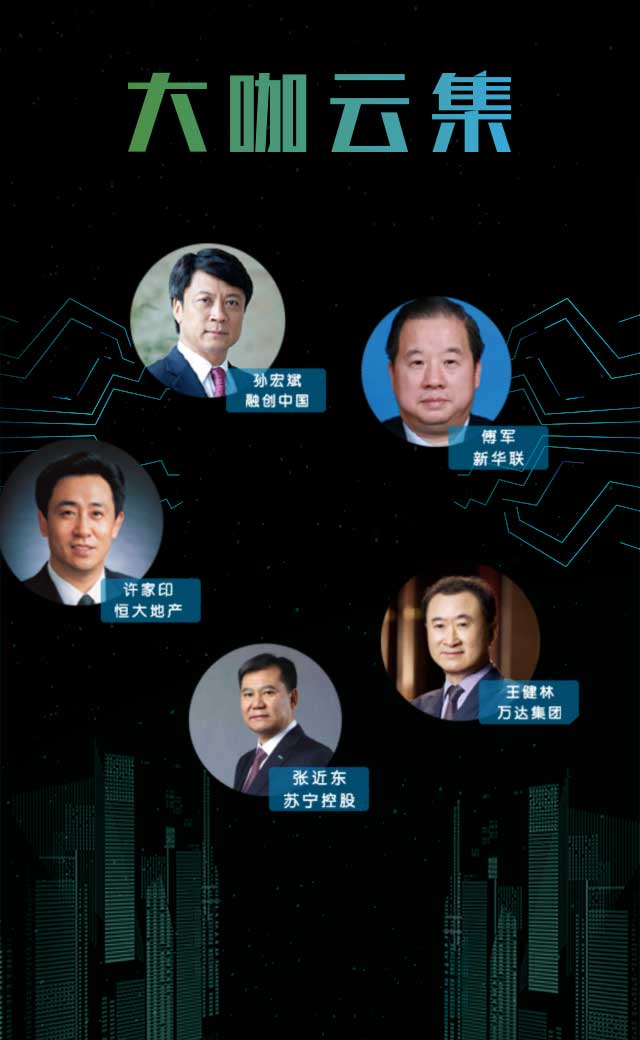 大咖云集
孙宏斌
融创中国
傅军
新华联
许家印
恒大地产
王健林
万达集团
张近东
苏宁控股